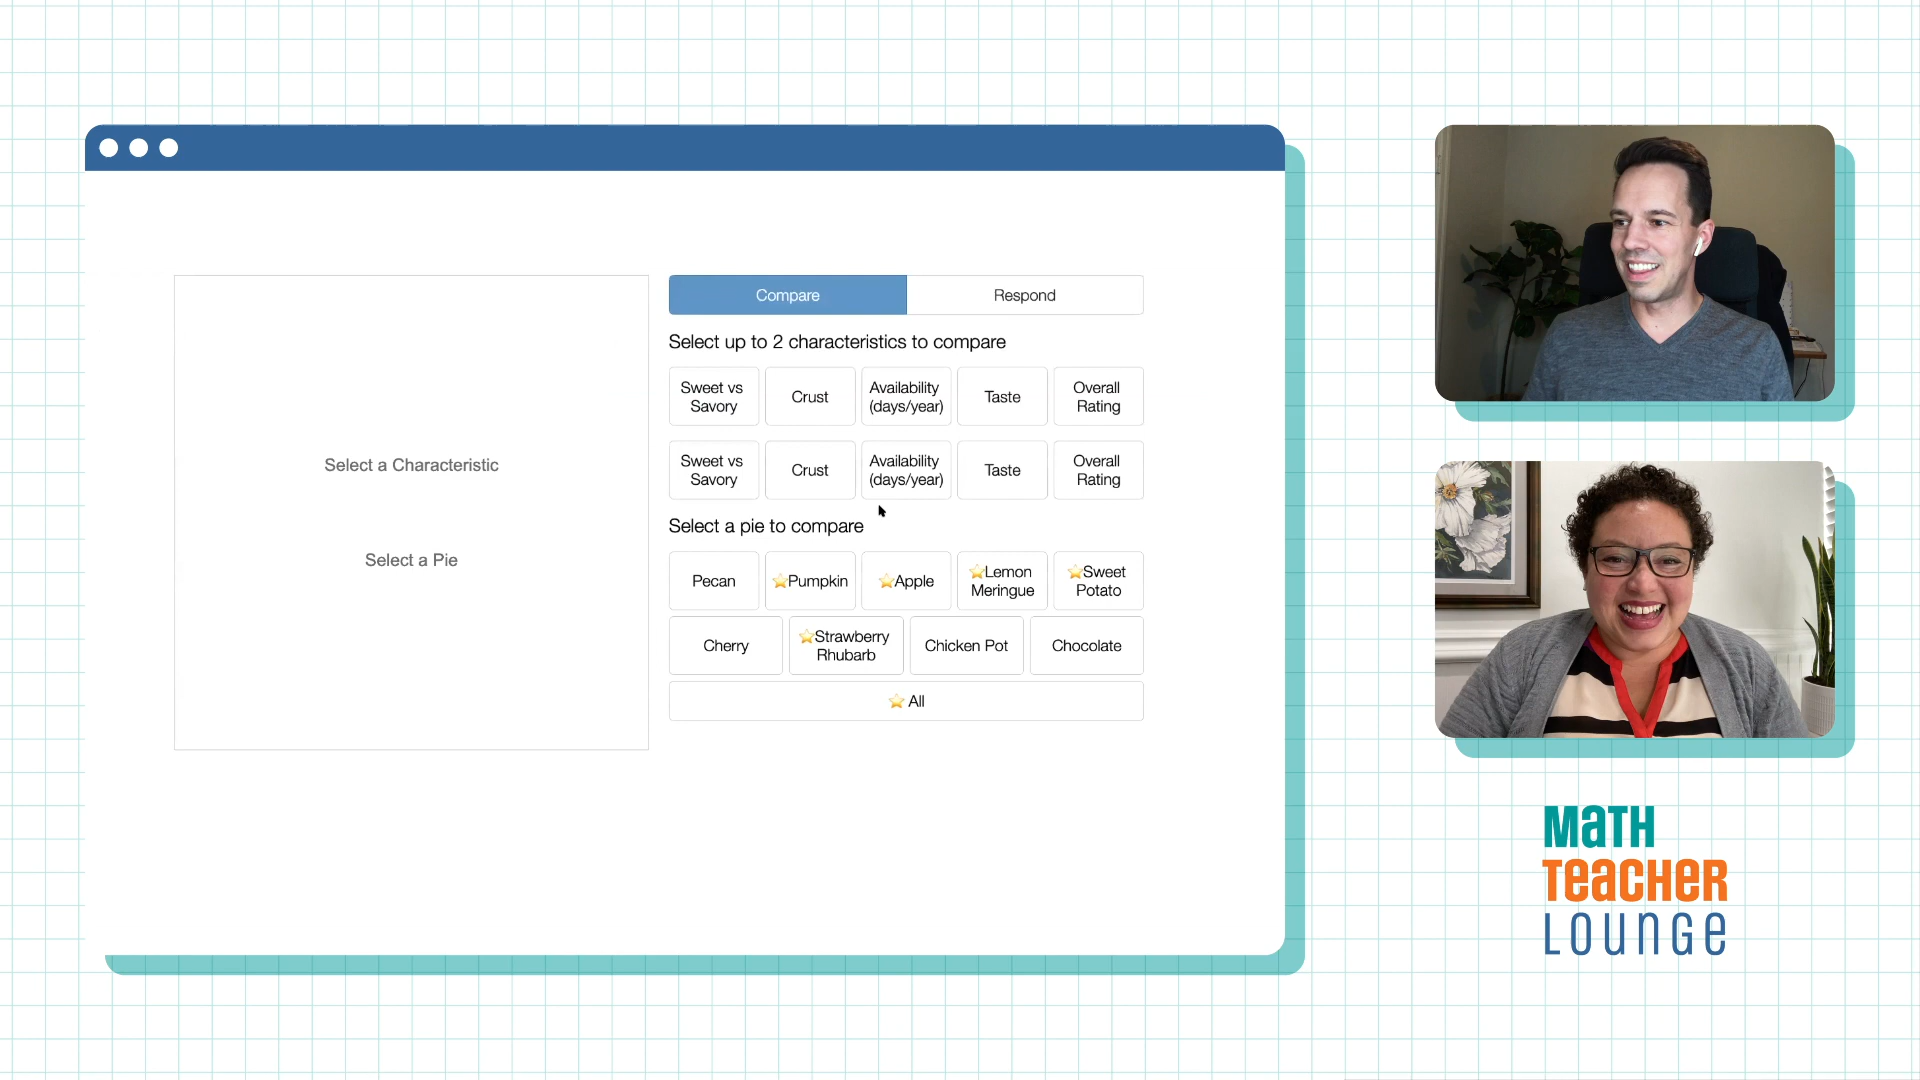 Select a Characteristic
Select a Pie
Compare
Respond
Select up to 2 characteristics to compare
Sweet vs
Savory
Crust
Availability
(days/year)
Taste
Overall
Rating
Sweet vs
Savory
Crust
Availability
(days/year)
Taste
Overall
Rating
Select a pie to compare
Pecan
⭐Pumpkin
⭐Apple
⭐Lemon
Meringue
⭐Sweet
Potato
Cherry
⭐Strawberry
Rhubarb
Chicken Pot
Chocolate
⭐ All
MaTH
TeacHeR
LOUNGe